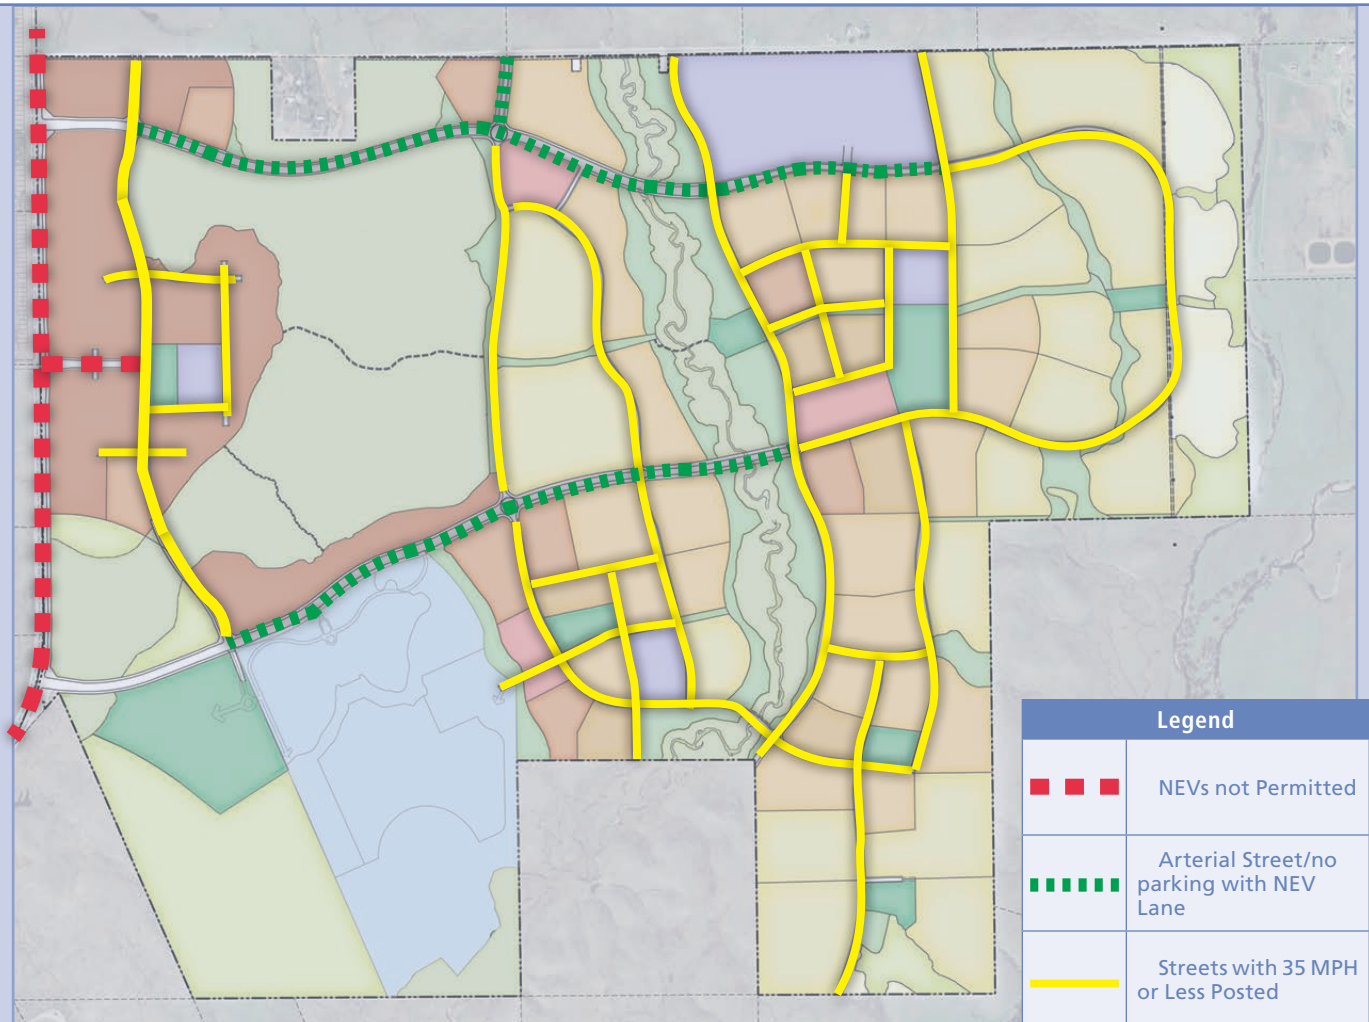 Legend
NEVs not Permitted
Arterial Street/no
parking with NEV
Lane
Streets with 35 MPH
or Less Posted